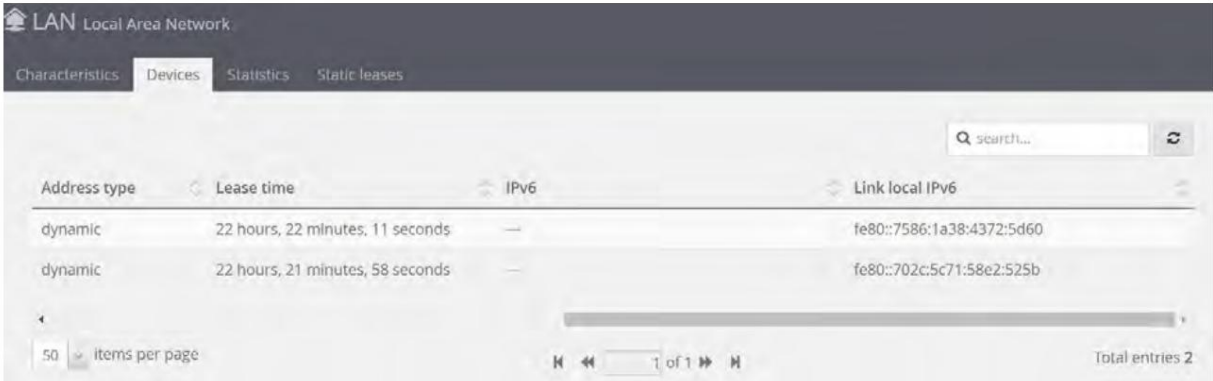 LAN Local Area Network
Characteristics Devices Statistics Static leases
search...
Address type Lease time IPv6 Link local IPv6
dynamic 22 hours, 22 minutes, 11 seconds — fe80::7586:1a38:4372:5d60
dynamic 22 hours, 21 minutes, 58 seconds — fe80::702c:5c71:58e2:525b
50 items per page 1 of 1 Total entries 2